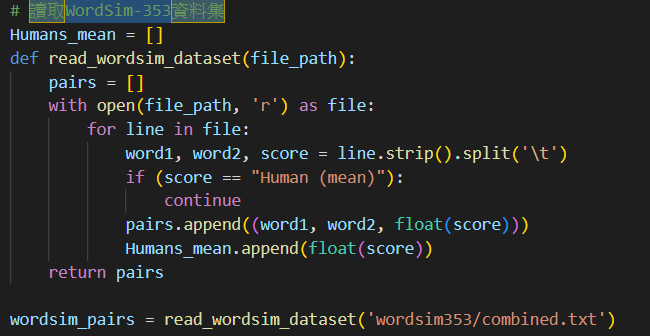 # 讀取WordSim-353資料集
Humans_mean = []
def read_wordsim_dataset(file_path):
    pairs = []
    with open(file_path, 'r') as file:
        for line in file:
            word1, word2, score = line.strip().split('\t')
            if (score == "Human (mean)"):
                continue
            pairs.append((word1, word2, float(score)))
            Humans_mean.append(float(score))
    return pairs
wordsim_pairs = read_wordsim_dataset('wordsim353/combined.txt')